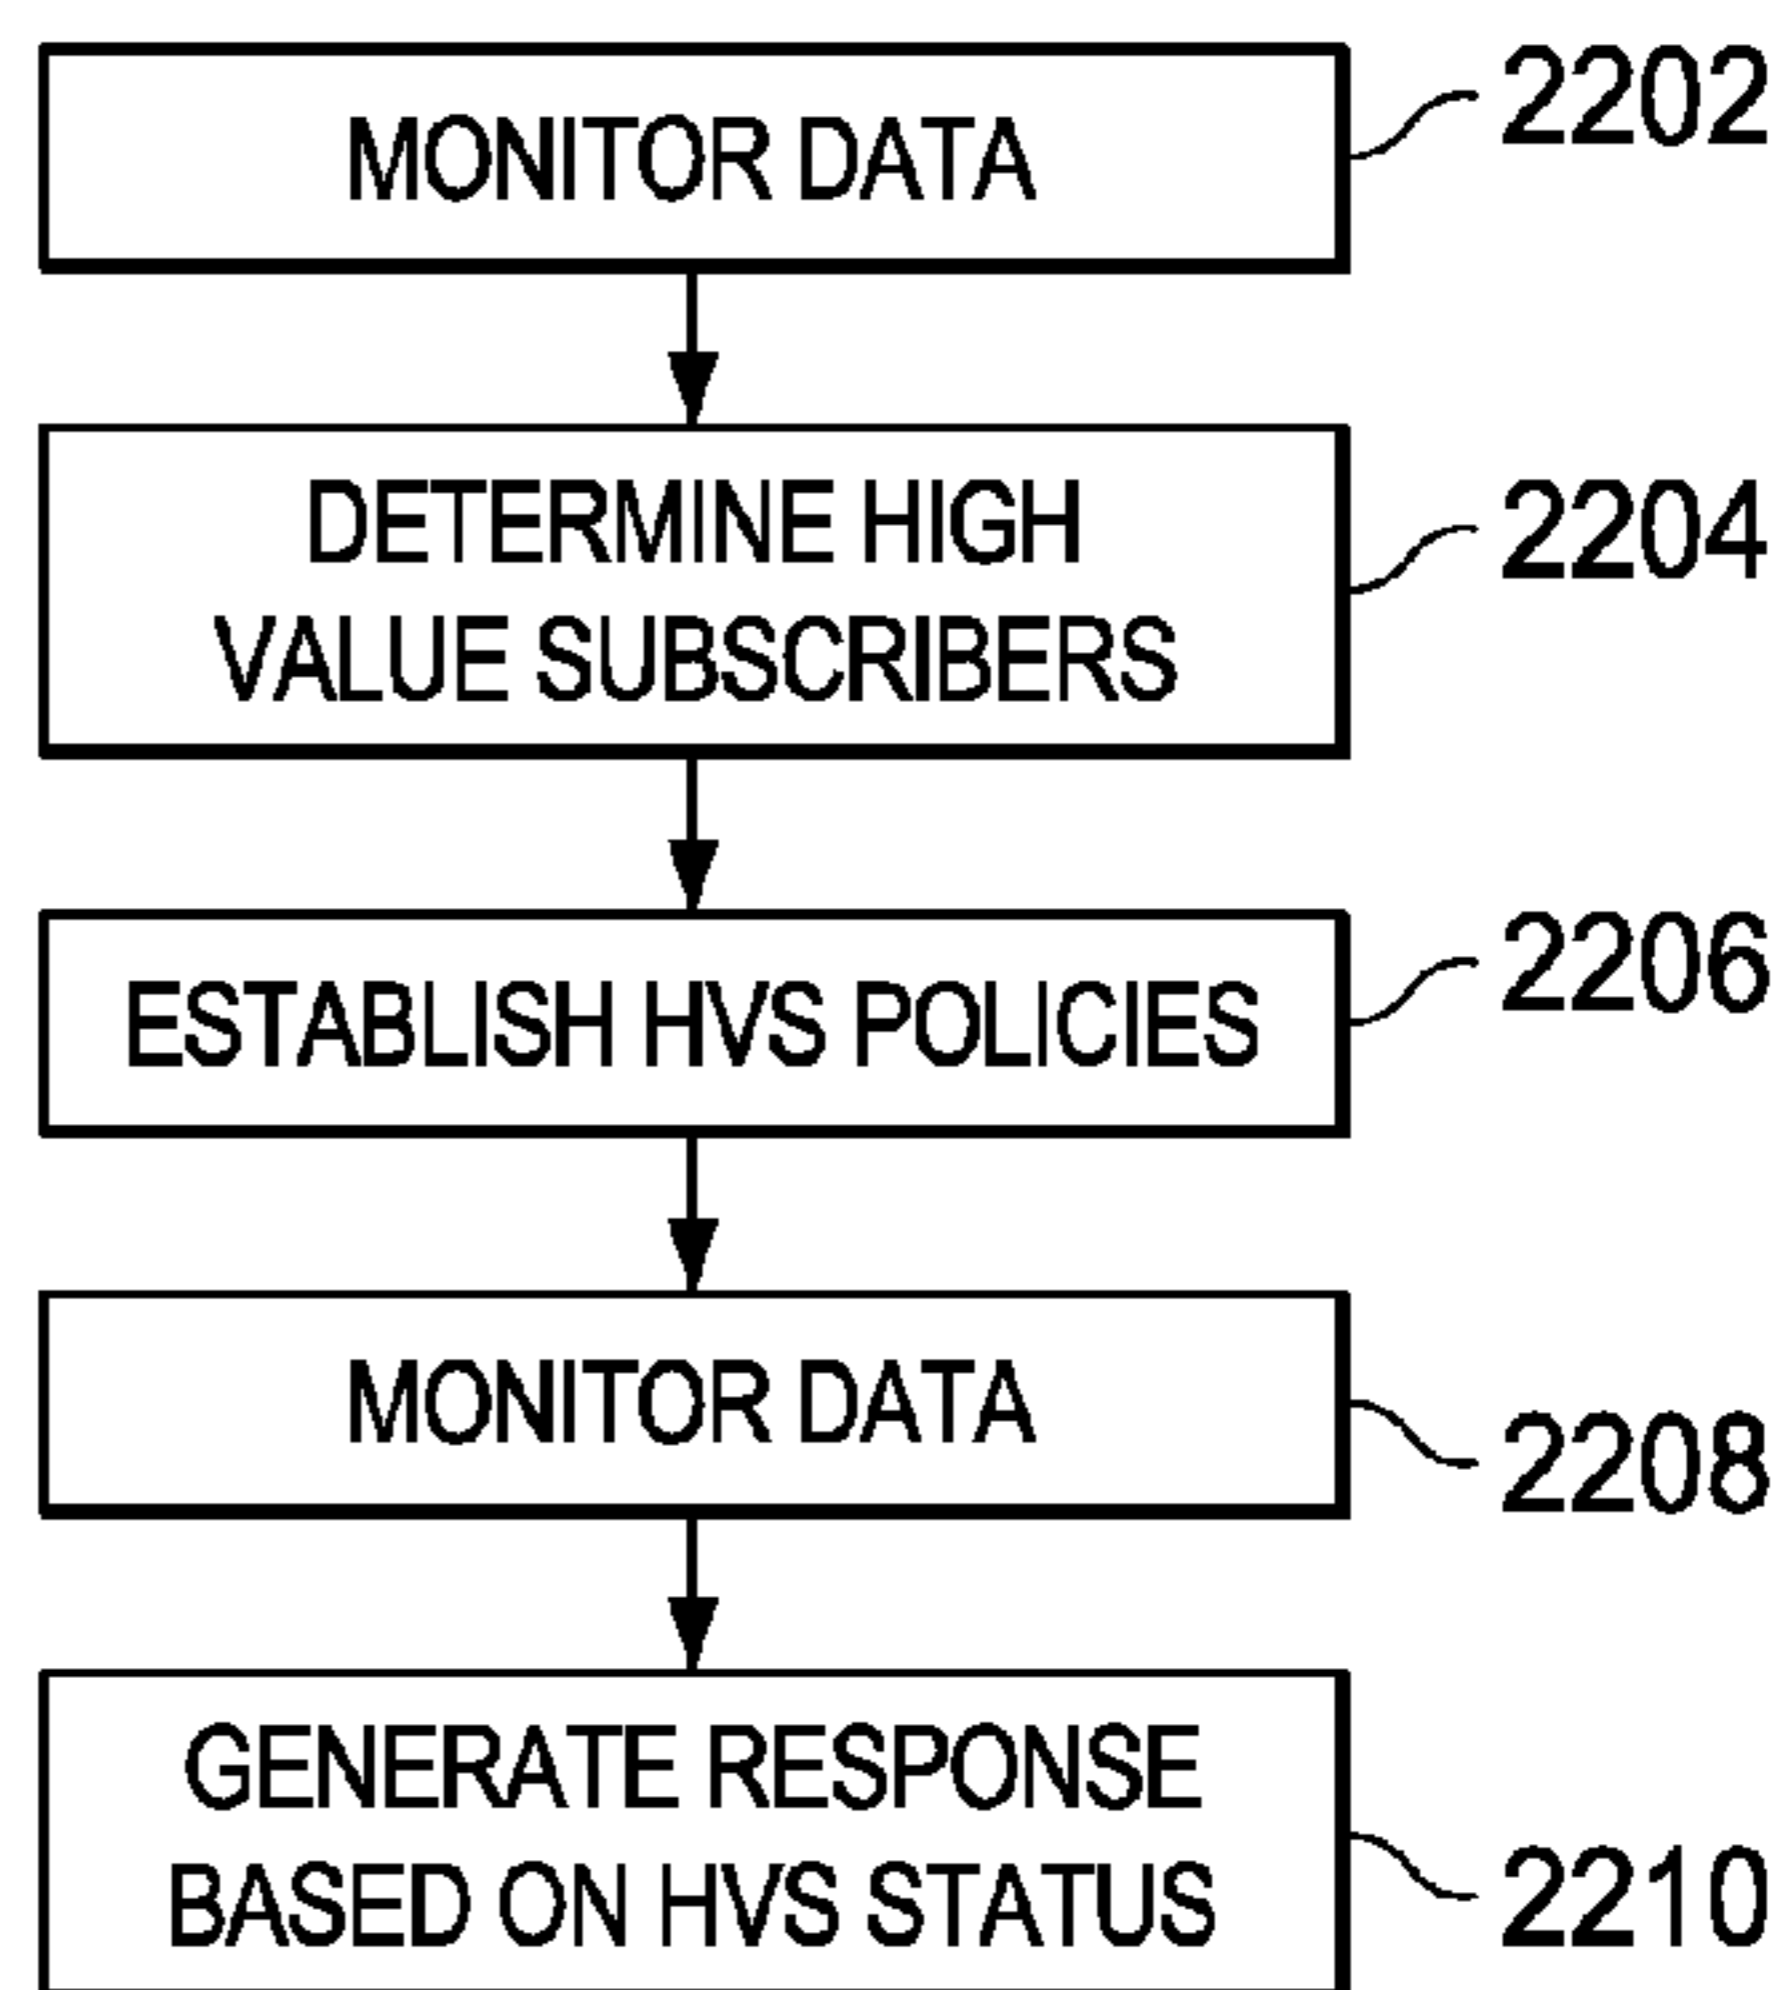 MONITOR DATA
2202
DETERMINE HIGH
VALUE SUBSCRIBERS
2204
ESTABLISH HVS POLICIES
2206
MONITOR DATA
2208
GENERATE RESPONSE
BASED ON HVS STATUS
2210